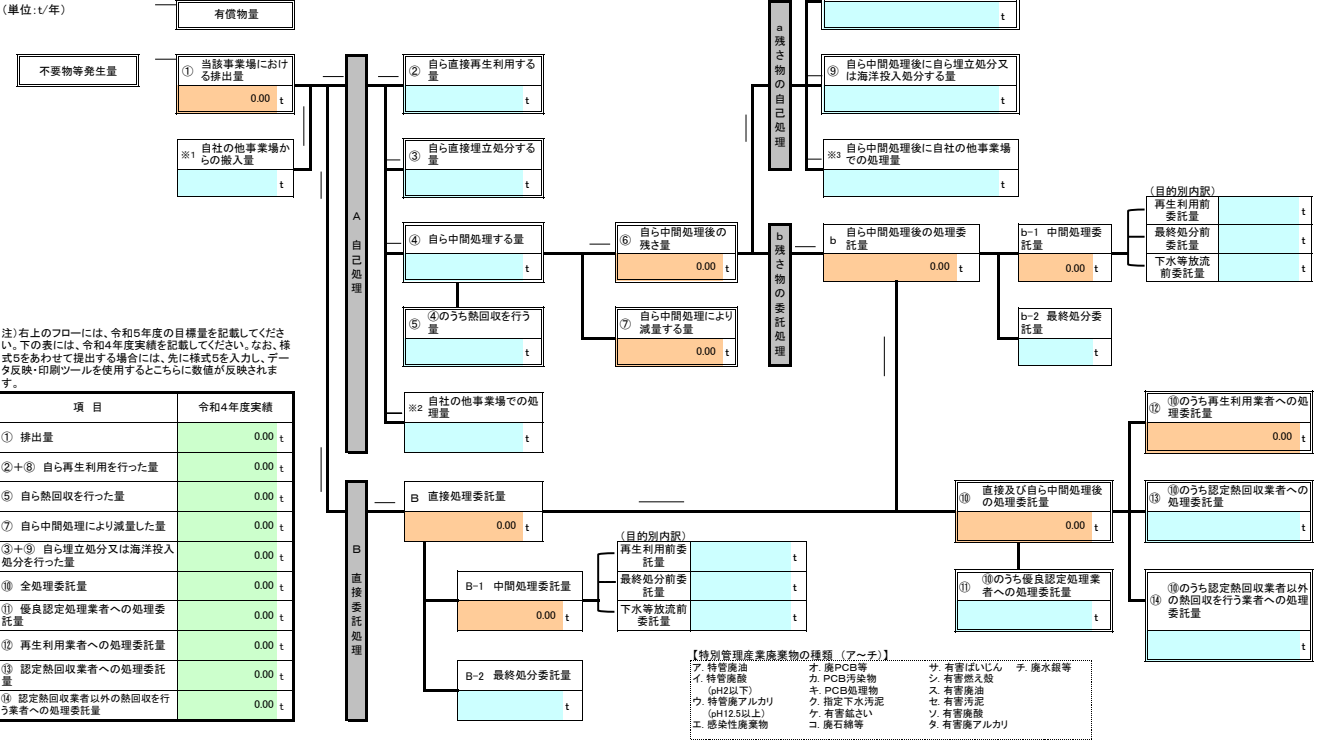 （単位：t/年）
有償物量
t
不要物等発生量
① 当該事業場におけ
る排出量
0.00 t
※1 自社の他事業場か
らの搬入量
t
A 自己処理
② 自ら直接再生利用する
量
t
③ 自ら直接埋立処分する
量
t
④ 自ら中間処理する量
t
⑤ ④のうち熱回収を行う
量
t
※2 自社の他事業場での処
理量
t
⑥ 自ら中間処理後の
残さ量
0.00 t
⑦ 自ら中間処理により
減量する量
0.00 t
a 残さ物の自己処理
⑨ 自ら中間処理後に自ら埋立処分又
は海洋投入処分する量
t
※3 自ら中間処理後に自社の他事業場
での処理量
t
b 残さ物の委託処理
b 自ら中間処理後の処理委
託量
0.00 t
b-1 中間処理委
託量
0.00 t
（目的別内訳）
再生利用前
委託量
t
最終処分前
委託量
t
下水等放流
前委託量
t
b-2 最終処分委
託量
t
注）右上のフローには、令和5年度の目標量を記載してくださ
い。下の表には、令和4年度実績を記載してください。なお、様
式5をあわせて提出する場合には、先に様式5を入力し、デー
タ反映・印刷ツールを使用するとこちらに数値が反映されま
す。
項 目 令和4年度実績
① 排出量 0.00 t
②＋⑧ 自ら再生利用を行った量 0.00 t
⑤ 自ら熱回収を行った量 0.00 t
⑦ 自ら中間処理により減量した量 0.00 t
③＋⑨ 自ら埋立処分又は海洋投入
処分を行った量 0.00 t
⑩ 全処理委託量 0.00 t
⑪ 優良認定処理業者への処理委
託量 0.00 t
⑫ 再生利用業者への処理委託量 0.00 t
⑬ 認定熱回収業者への処理委託
量 0.00 t
⑭ 認定熱回収業者以外の熱回収を行
う業者への処理委託量 0.00 t
B 直接委託処理
B 直接処理委託量
0.00 t
B-1 中間処理委託量
0.00 t
（目的別内訳）
再生利用前委
託量
t
最終処分前委
託量
t
下水等放流前
委託量
t
B-2 最終処分委託量
t
⑩ 直接及び自ら中間処理後
の処理委託量
0.00 t
⑪ ⑩のうち優良認定処理業
者への処理委託量
t
⑫ ⑩のうち再生利用業者への処
理委託量
0.00 t
⑬ ⑩のうち認定熱回収業者への
処理委託量
t
⑭ ⑩のうち認定熱回収業者以外
の熱回収を行う業者への処理
委託量
t
【特別管理産業廃棄物の種類 （ア～チ）】
ア. 特管廃油
イ. 特管廃酸
（pH2以下）
ウ. 特管廃アルカリ
（pH12.5以上）
エ. 感染性廃棄物
オ. 廃PCB等
カ. PCB汚染物
キ. PCB処理物
ク. 指定下水汚泥
ケ. 有害鉱さい
コ. 廃石綿等
サ. 有害ばいじん
シ. 有害燃え殻
ス. 有害廃油
セ. 有害汚泥
ソ. 有害廃酸
タ. 有害廃アルカリ
チ. 廃水銀等